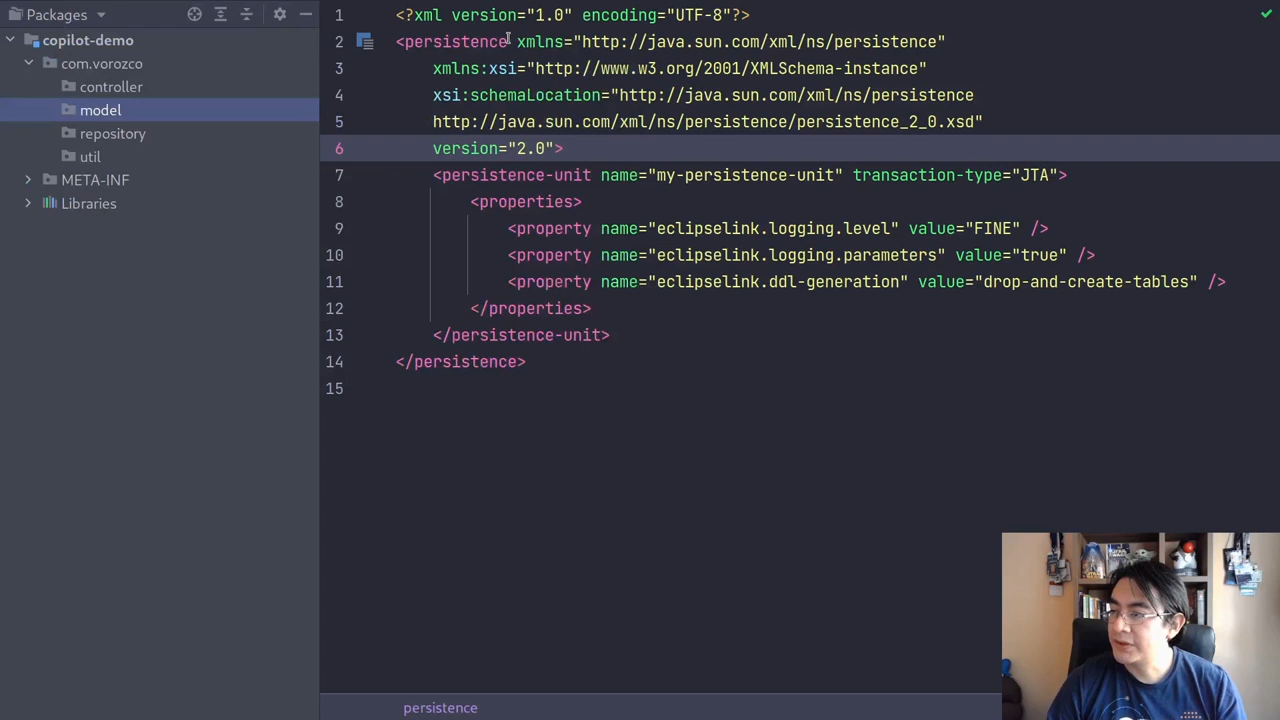 Packages
copilot-demo
com.vorozco
controller
model
repository
util
META-INF
Libraries
1 <?xml version="1.0" encoding="UTF-8"?>
2 <persistence xmlns="http://java.sun.com/xml/ns/persistence"
3 xmlns:xsi="http://www.w3.org/2001/XMLSchema-instance"
4 xsi:schemaLocation="http://java.sun.com/xml/ns/persistence
5 http://java.sun.com/xml/ns/persistence/persistence_2_0.xsd"
6 version="2.0">
7 <persistence-unit name="my-persistence-unit" transaction-type="JTA">
8 <properties>
9 <property name="eclipselink.logging.level" value="FINE" />
10 <property name="eclipselink.logging.parameters" value="true" />
11 <property name="eclipselink.ddl-generation" value="drop-and-create-tables" />
12 </properties>
13 </persistence-unit>
14 </persistence>
15
persistence